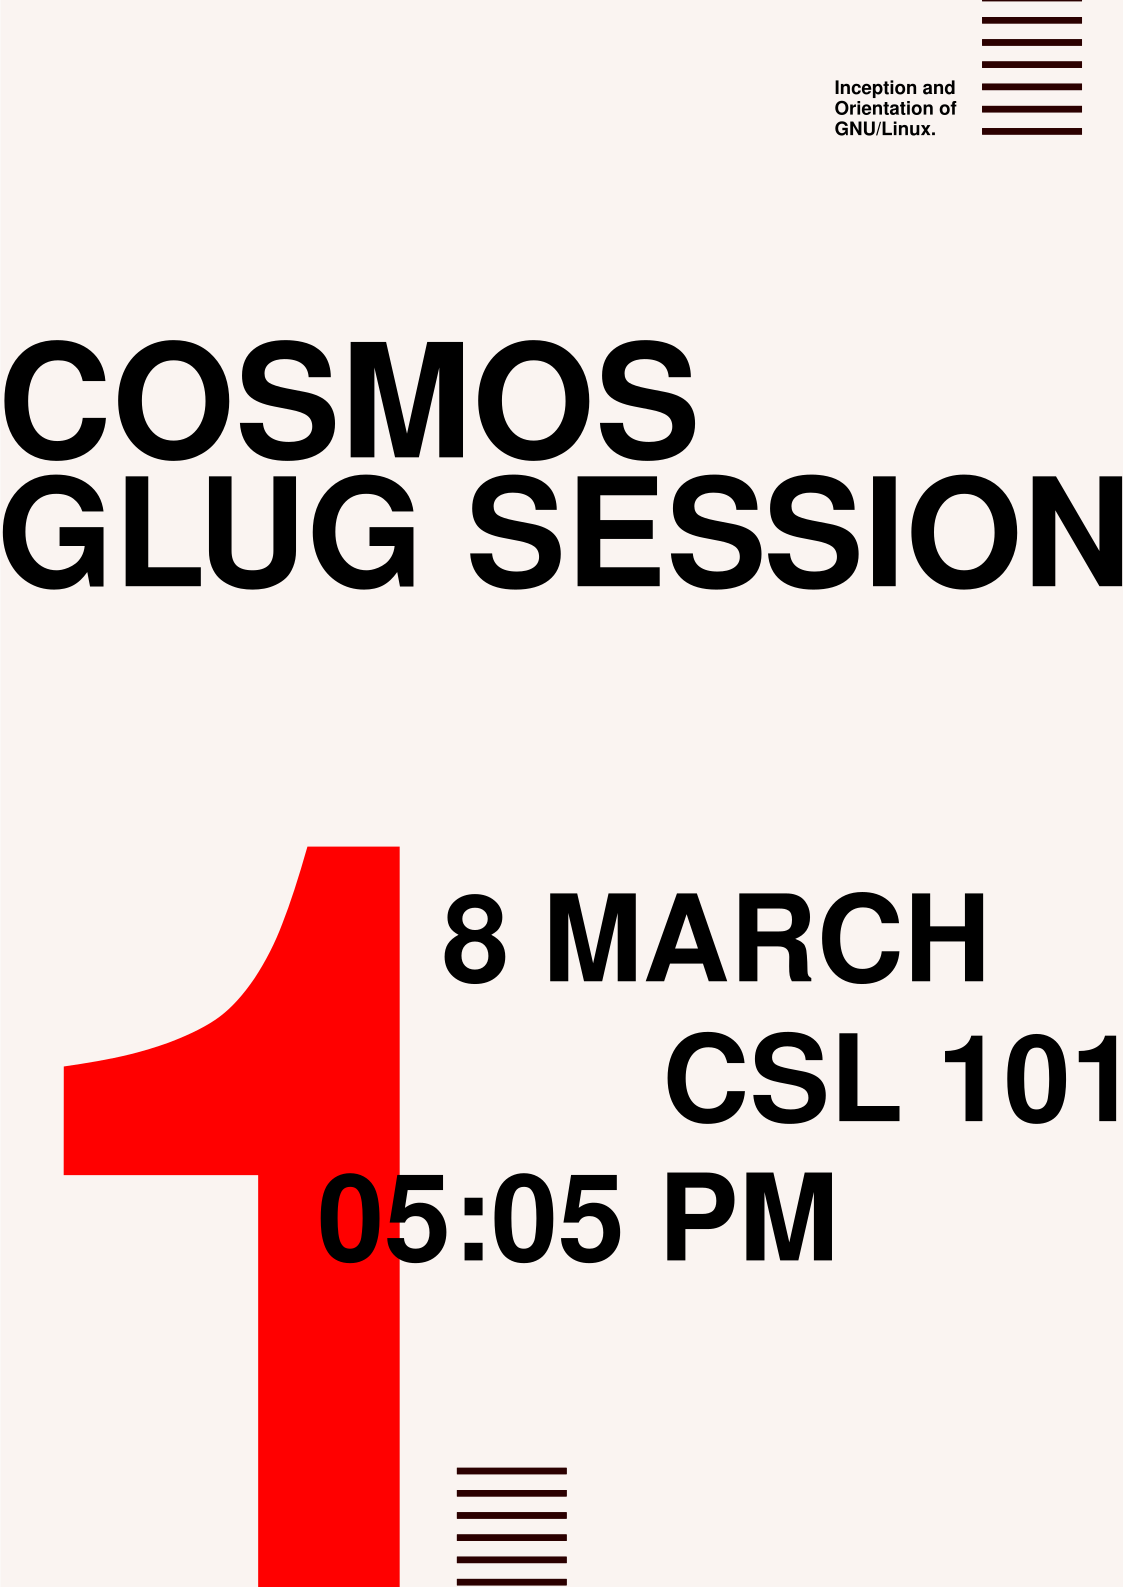 Inception and
Orientation of
GNU/Linux.
COSMOS
GLUG SESSION
1
8 MARCH
CSL 101
05:05 PM